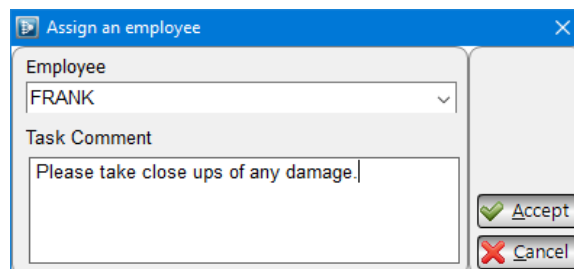 Assign an employee
Employee
FRANK
Task Comment
Please take close ups of any damage.
Accept
Cancel